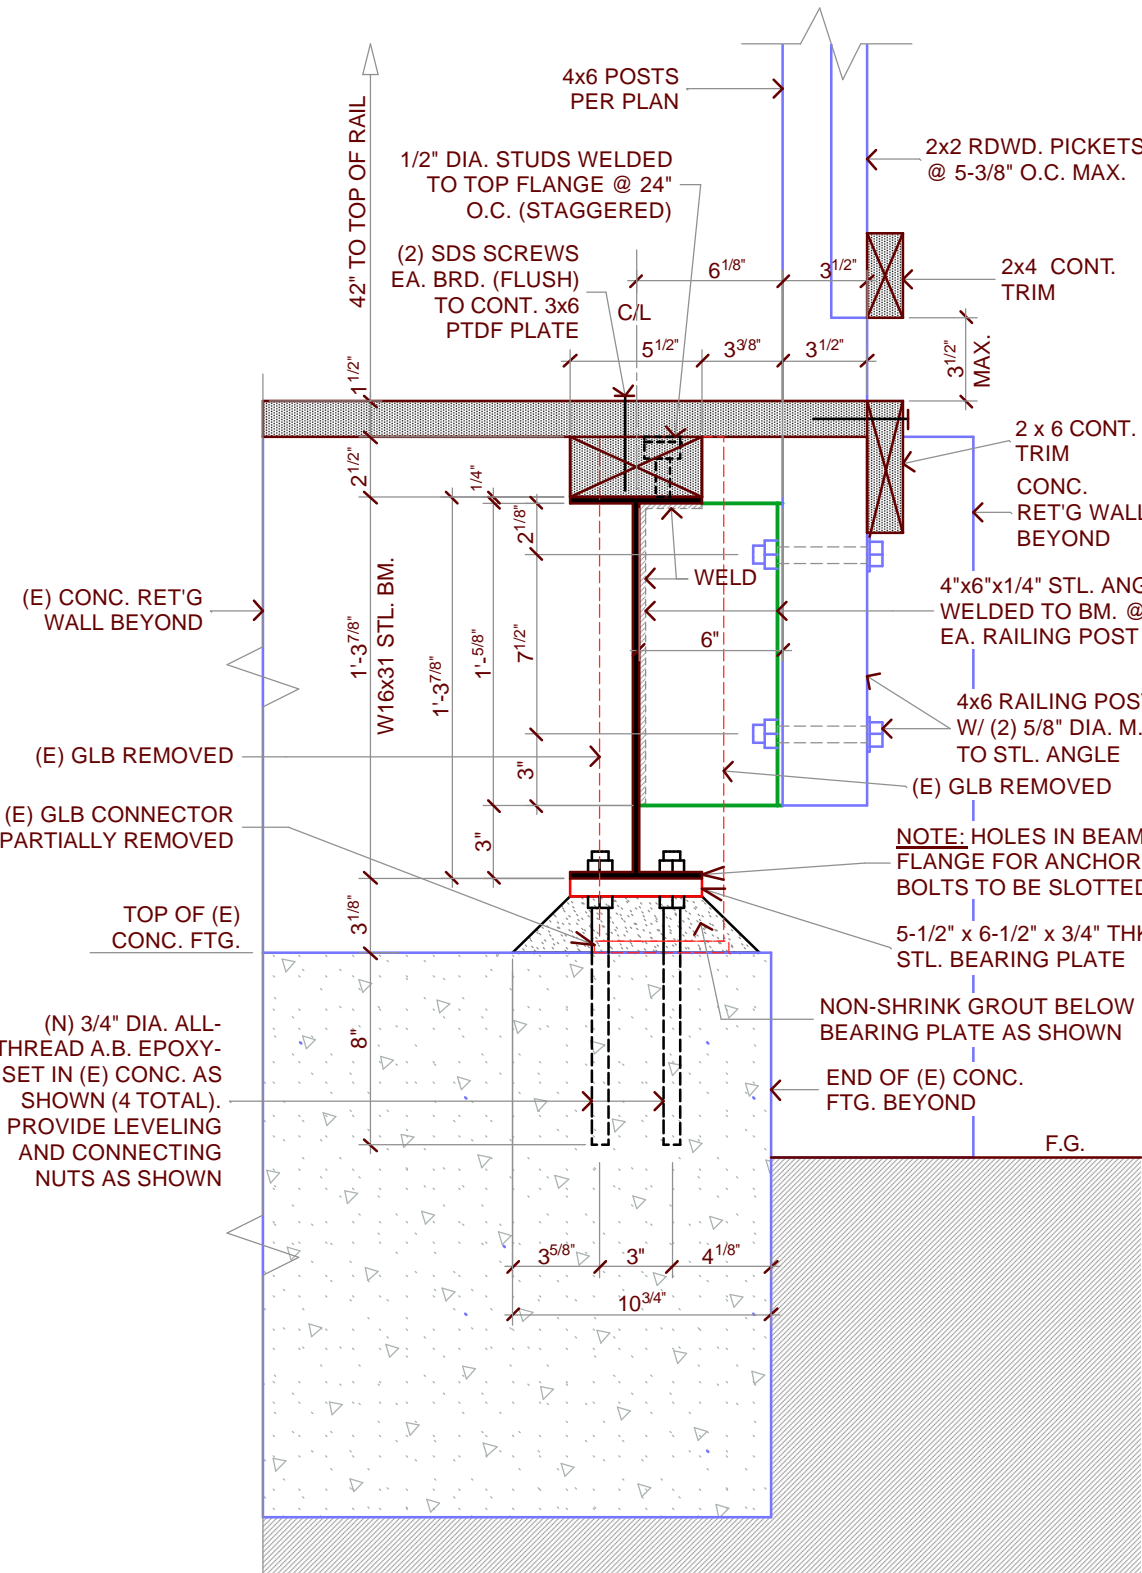 4x6 POSTS
PER PLAN
2x2 RDWD. PICKETS
@ 5-3/8" O.C. MAX.
1/2" DIA. STUDS WELDED
TO TOP FLANGE @ 24"
O.C. (STAGGERED)
42" TO TOP OF RAIL
(2) SDS SCREWS
EA. BRD. (FLUSH)
TO CONT. 3x6
PTDF PLATE
C/L
6 1/8"
3 1/2"
2x4 CONT.
TRIM
5 1/2"
3 3/8"
3 1/2"
3 1/2"
MAX.
1 1/2"
2 x 6 CONT.
TRIM
2 1/2"
1/4"
2 1/8"
CONC.
RET'G WALL
BEYOND
WELD
(E) CONC. RET'G
WALL BEYOND
1'-3 7/8"
W16x31 STL. BM.
1'-3 7/8"
1'- 5/8"
7 1/2"
6"
4"x6"x1/4" STL. ANG
WELDED TO BM. @
EA. RAILING POST
4x6 RAILING POS
W/ (2) 5/8" DIA. M.
TO STL. ANGLE
(E) GLB REMOVED
3"
(E) GLB REMOVED
(E) GLB CONNECTOR
PARTIALLY REMOVED
3"
NOTE: HOLES IN BEAM
FLANGE FOR ANCHOR
BOLTS TO BE SLOTTED
3 1/8"
TOP OF (E)
CONC. FTG.
5-1/2" x 6-1/2" x 3/4" THK
STL. BEARING PLATE
NON-SHRINK GROUT BELOW
BEARING PLATE AS SHOWN
(N) 3/4" DIA. ALL-
THREAD A.B. EPOXY-
SET IN (E) CONC. AS
SHOWN (4 TOTAL).
PROVIDE LEVELING
AND CONNECTING
NUTS AS SHOWN
8"
END OF (E) CONC.
FTG. BEYOND
F.G.
3 5/8"
3"
4 1/8"
10 3/4"